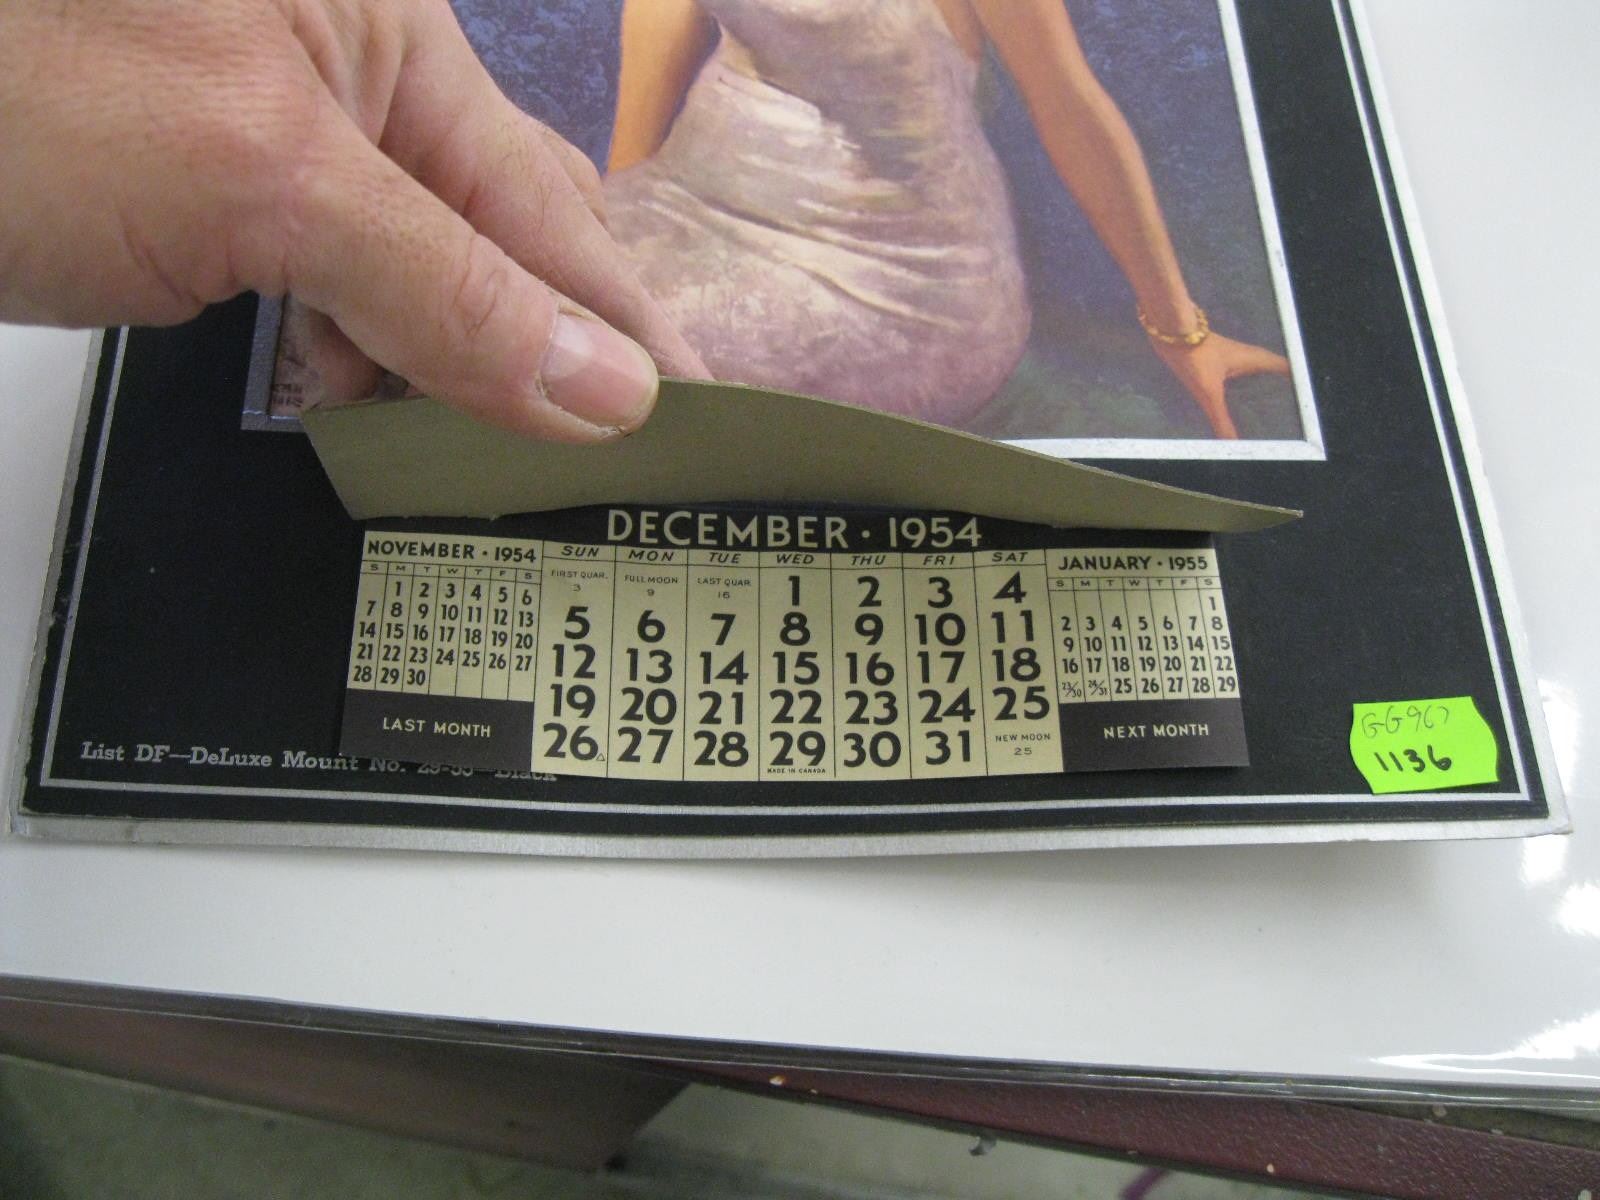 DECEMBER · 1954
NOVEMBER · 1954
S M T W T F S
1 2 3 4 5 6
7 8 9 10 11 12 13
14 15 16 17 18 19 20
21 22 23 24 25 26 27
28 29 30
LAST MONTH
SUN MON TUE WED THU FRI SAT
FIRST QUAR. 3 FULL MOON 9 LAST QUAR. 16 1 2 3 4
5 6 7 8 9 10 11
12 13 14 15 16 17 18
19 20 21 22 23 24 25
26 27 28 29 30 31 NEW MOON 25
MADE IN CANADA
JANUARY · 1955
S M T W T F S
1
2 3 4 5 6 7 8
9 10 11 12 13 14 15
16 17 18 19 20 21 22
23/30 24/31 25 26 27 28 29
NEXT MONTH
List DF—DeLuxe Mount No. 29-55—Black
GG967
1136